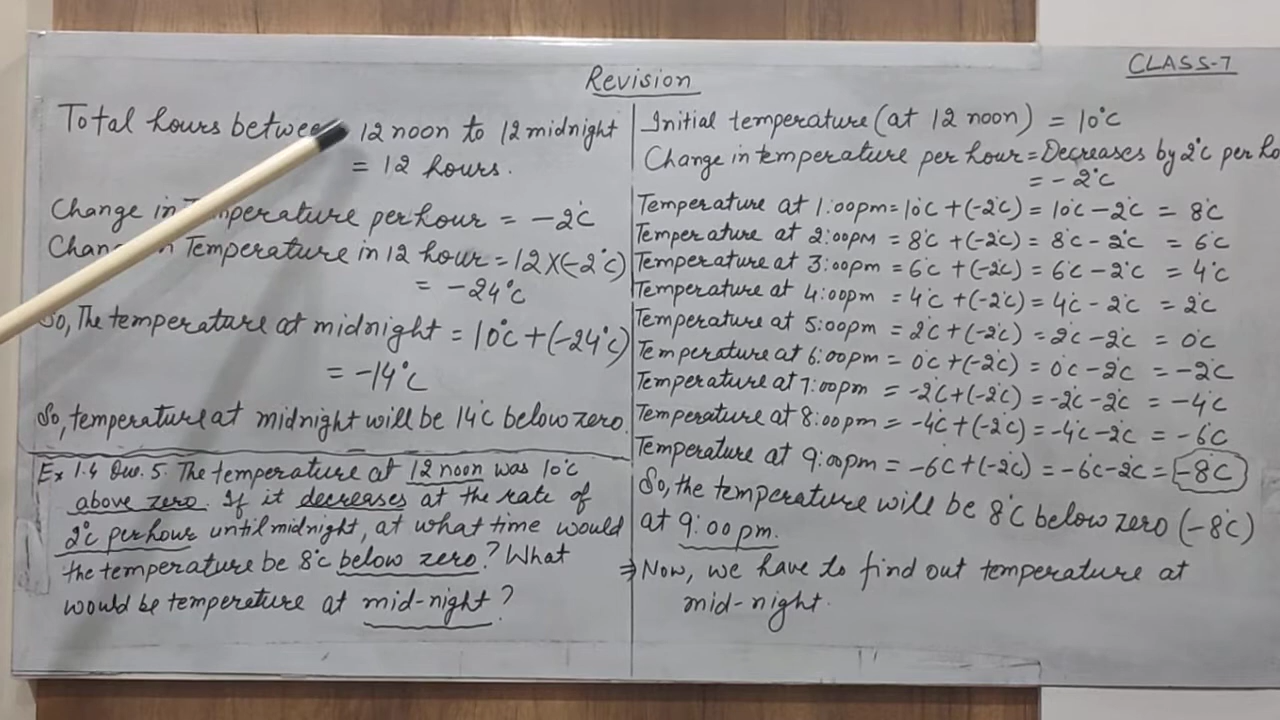 Revision
CLASS-7
Total hours between 12 noon to 12 midnight
= 12 hours.
Change in Temperature per hour = -2°C
Change in Temperature in 12 hour = 12 X (-2°C)
= -24°C
So, The temperature at midnight = 10°C + (-24°C)
= -14°C
So, temperature at midnight will be 14°C below zero.
Ex 1.4 Que. 5. The temperature at 12 noon was 10°C
above zero. If it decreases at the rate of
2°C per hour until midnight, at what time would
the temperature be 8°C below zero? What
would be temperature at mid-night?
Initial temperature (at 12 noon) = 10°C
Change in temperature per hour = Decreases by 2°C per
= -2°C
Temperature at 1:00pm = 10°C + (-2°C) = 10°C - 2°C = 8°C
Temperature at 2:00pm = 8°C + (-2°C) = 8°C - 2°C = 6°C
Temperature at 3:00pm = 6°C + (-2°C) = 6°C - 2°C = 4°C
Temperature at 4:00pm = 4°C + (-2°C) = 4°C - 2°C = 2°C
Temperature at 5:00pm = 2°C + (-2°C) = 2°C - 2°C = 0°C
Temperature at 6:00pm = 0°C + (-2°C) = 0°C - 2°C = -2°C
Temperature at 7:00pm = -2°C + (-2°C) = -2°C - 2°C = -4°C
Temperature at 8:00pm = -4°C + (-2°C) = -4°C - 2°C = -6°C
Temperature at 9:00pm = -6°C + (-2°C) = -6°C - 2°C = -8°C
So, the temperature will be 8°C below zero (-8°C)
at 9:00 pm.
⇒ Now, we have to find out temperature at
mid-night.